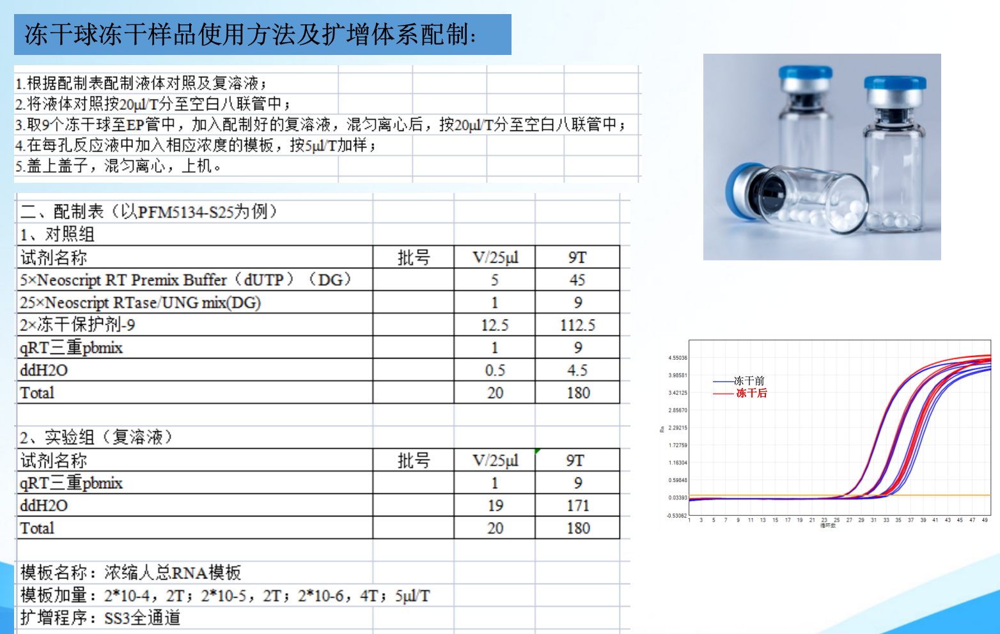 冻干球冻干样品使用方法及扩增体系配制：
1.根据配制表配制液体对照及复溶液；
2.将液体对照按20μl/T分至空白八联管中；
3.取9个冻干球至EP管中，加入配制好的复溶液，混匀离心后，按20μl/T分至空白八联管中；
4.在每孔反应液中加入相应浓度的模板，按5μl/T加样；
5.盖上盖子，混匀离心，上机。
二、配制表（以PFM5134-S25为例）
1、对照组
试剂名称 批号 V/25μl 9T
5×Neoscript RT Premix Buffer（dUTP）（DG） 5 45
25×Neoscript RTase/UNG mix(DG) 1 9
2×冻干保护剂-9 12.5 112.5
qRT三重pbmix 1 9
ddH2O 0.5 4.5
Total 20 180
2、实验组（复溶液）
试剂名称 批号 V/25μl 9T
qRT三重pbmix 1 9
ddH2O 19 171
Total 20 180
模板名称：浓缩人总RNA模板
模板加量：2*10-4，2T；2*10-5，2T；2*10-6，4T；5μl/T
扩增程序：SS3全通道
冻干前
冻干后
Rn
4.55036
3.98581
3.42125
2.85670
2.29215
1.72759
1.16304
0.59848
0.03393
-0.53062
1 3 5 7 9 11 13 15 17 19 21 23 25 27 29 31 33 35 37 39 41 43 45 47 49
循环数